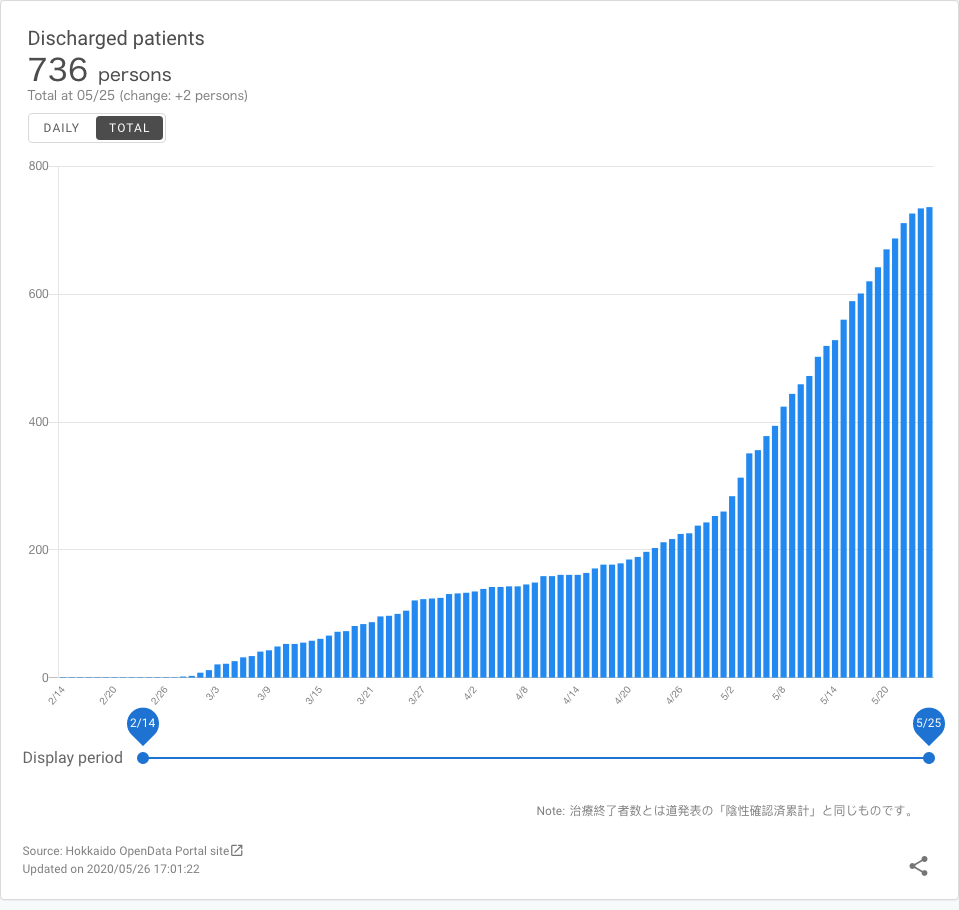 Discharged patients
736 persons
Total at 05/25 (change: +2 persons)
DAILY TOTAL
800
600
400
200
0
2/14 2/20 2/26 3/3 3/9 3/15 3/21 3/27 4/2 4/8 4/14 4/20 4/26 5/2 5/8 5/14 5/20
2/14 5/25
Display period
Note: 治療終了者数とは道発表の「陰性確認済累計」と同じものです。
Source: Hokkaido OpenData Portal site
Updated on 2020/05/26 17:01:22